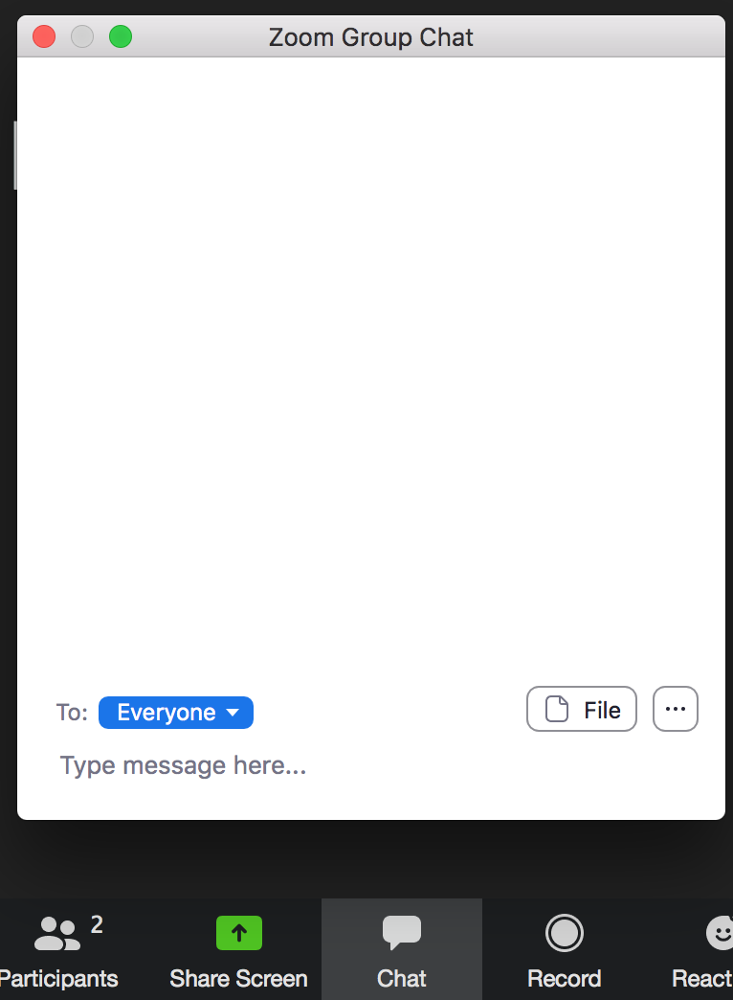 Zoom Group Chat
To: Everyone
File
Type message here...
2
Participants
Share Screen
Chat
Record
React